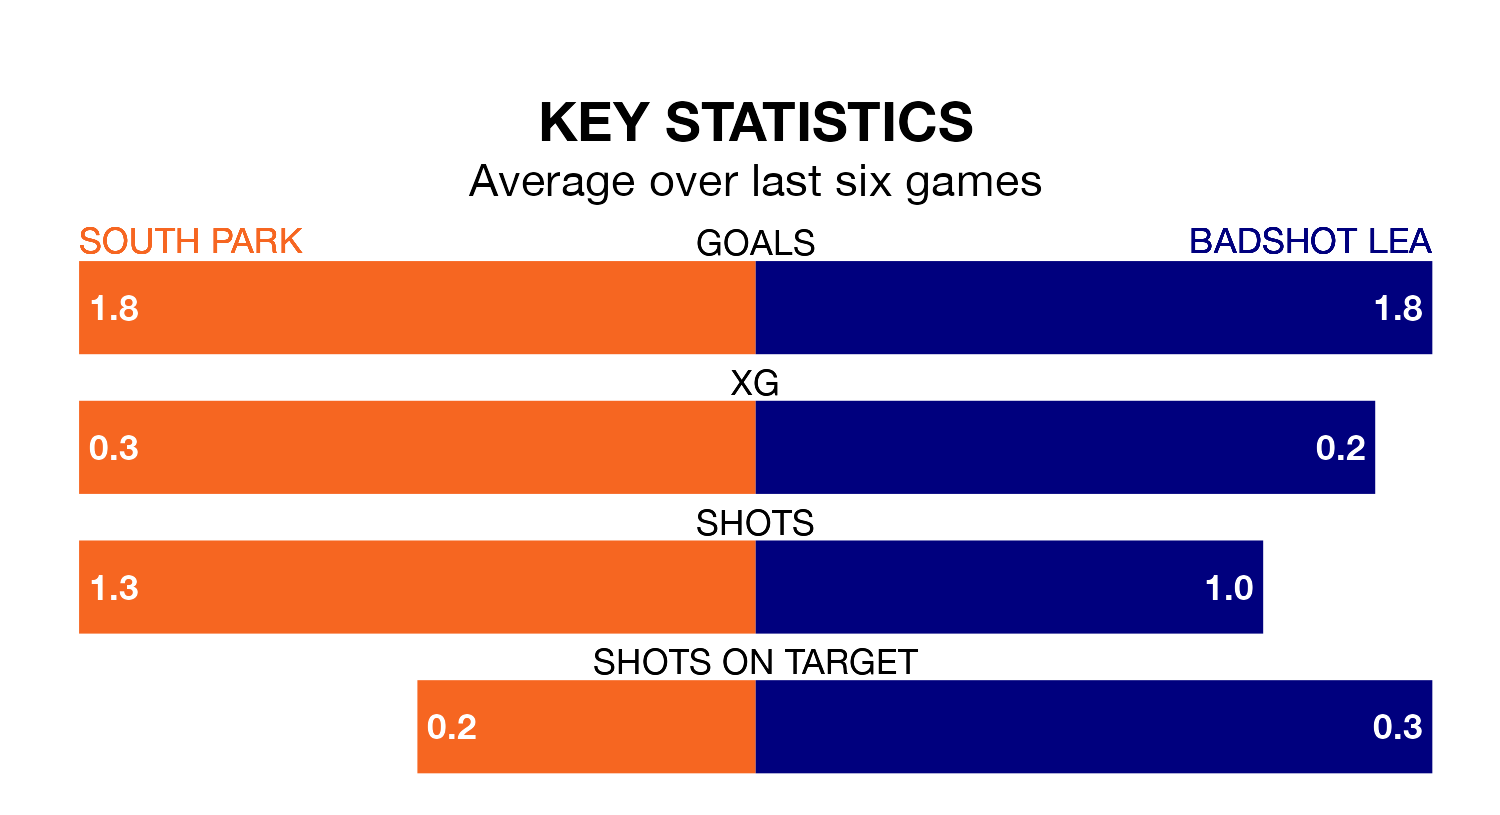 KEY STATISTICS
Average over last six games
SOUTH PARK GOALS BADSHOT LEA
1.8 1.8
XG
0.3 0.2
SHOTS
1.3 1.0
SHOTS ON TARGET
0.2 0.3